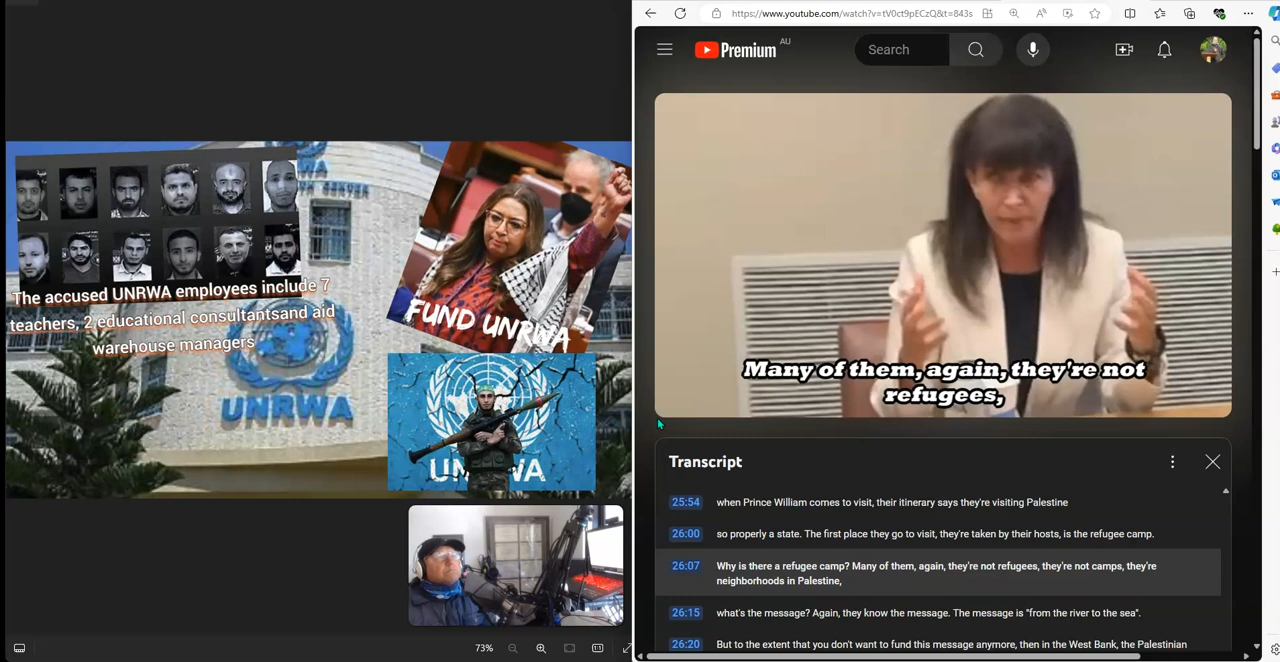 The accused UNRWA employees include 7
teachers, 2 educational consultantsand aid
warehouse managers
UNRWA
FUND UNRWA
73%
https://www.youtube.com/watch?v=tV0ct9pECzQ&t=843s
Premium AU
Search
Many of them, again, they're not
refugees,
Transcript
25:54 when Prince William comes to visit, their itinerary says they're visiting Palestine
26:00 so properly a state. The first place they go to visit, they're taken by their hosts, is the refugee camp.
26:07 Why is there a refugee camp? Many of them, again, they're not refugees, they're not camps, they're
neighborhoods in Palestine,
26:15 what's the message? Again, they know the message. The message is "from the river to the sea".
26:20 But to the extent that you don't want to fund this message anymore, then in the West Bank, the Palestinian